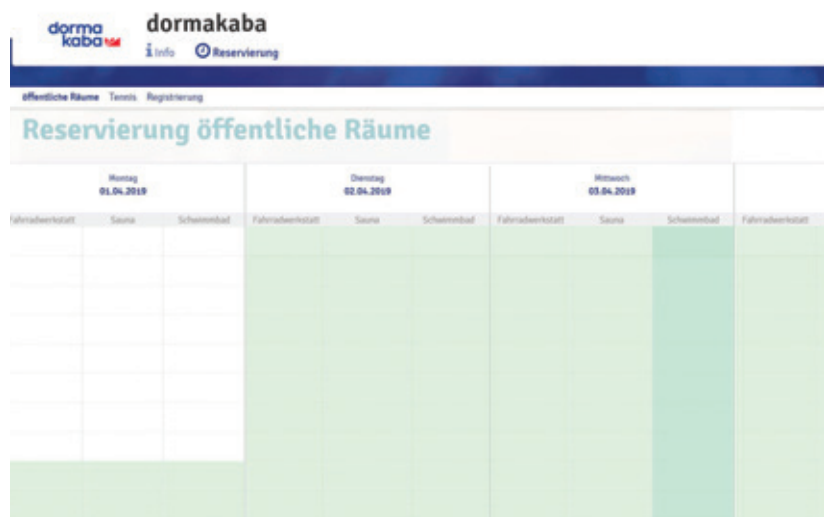 dorma
kaba
dormakaba
i Info Reservierung
öffentliche Räume Tennis Registrierung
Reservierung öffentliche Räume
Montag Dienstag Mittwoch
01.04.2019 02.04.2019 03.04.2019
Fahrradwerkstatt Sauna Schwimmbad Fahrradwerkstatt Sauna Schwimmbad Fahrradwerkstatt Sauna Schwimmbad Fahrradwerkstatt